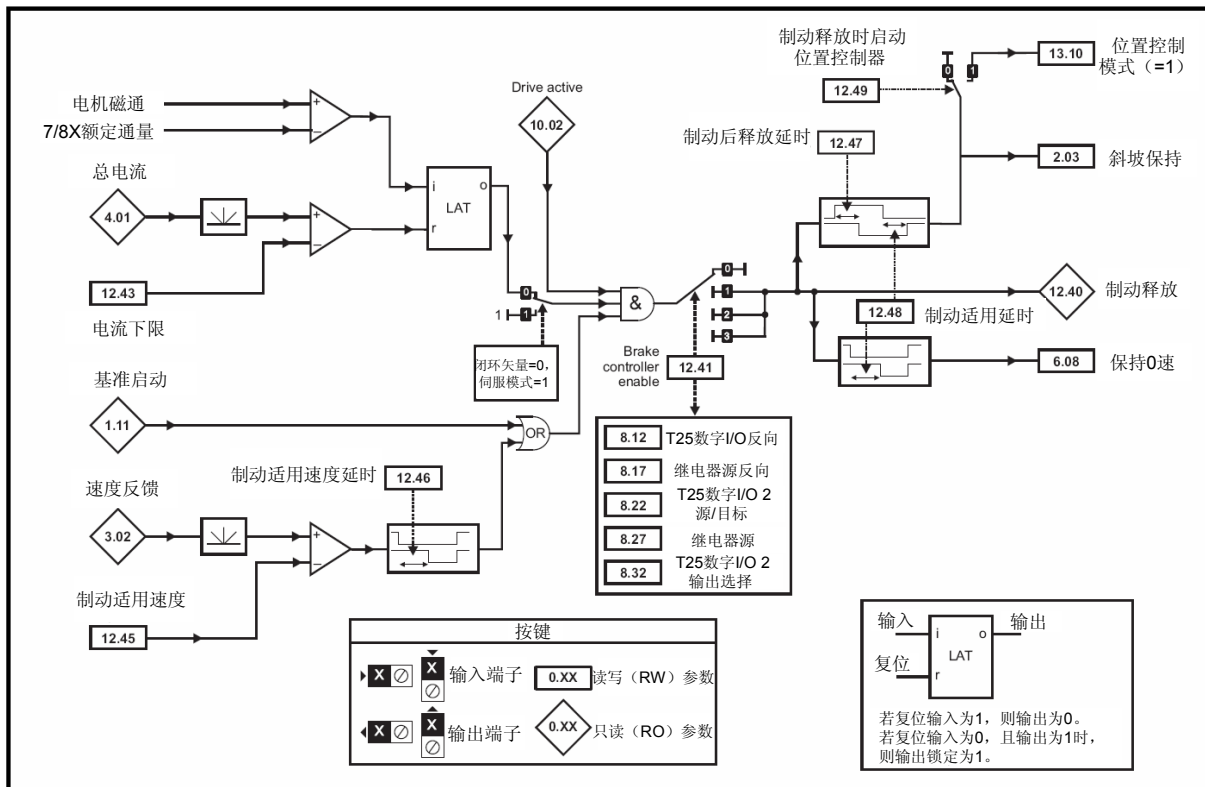 制动释放时启动
位置控制器
12.49
0
1
13.10
位置控制
模式（=1）
电机磁通
7/8X额定通量
+
−
Drive active
10.02
制动后释放延时
12.47
2.03
斜坡保持
总电流
4.01
+
−
i
o
LAT
r
12.43
电流下限
0
1
1
&
0
1
2
3
12.40
制动释放
12.48
制动适用延时
闭环矢量=0，
伺服模式=1
Brake
controller
enable
12.41
6.08
保持0速
基准启动
1.11
OR
制动适用速度延时
12.46
速度反馈
3.02
+
−
制动适用速度
12.45
8.12
T25数字I/O反向
8.17
继电器源反向
8.22
T25数字I/O 2
源/目标
8.27
继电器源
8.32
T25数字I/O 2
输出选择
按键
X
X
输入端子
0.XX
读写（RW）参数
X
X
输出端子
0.XX
只读（RO）参数
输入
i
o
输出
LAT
复位
r
若复位输入为1，则输出为0。
若复位输入为0，且输出为1时，
则输出锁定为1。